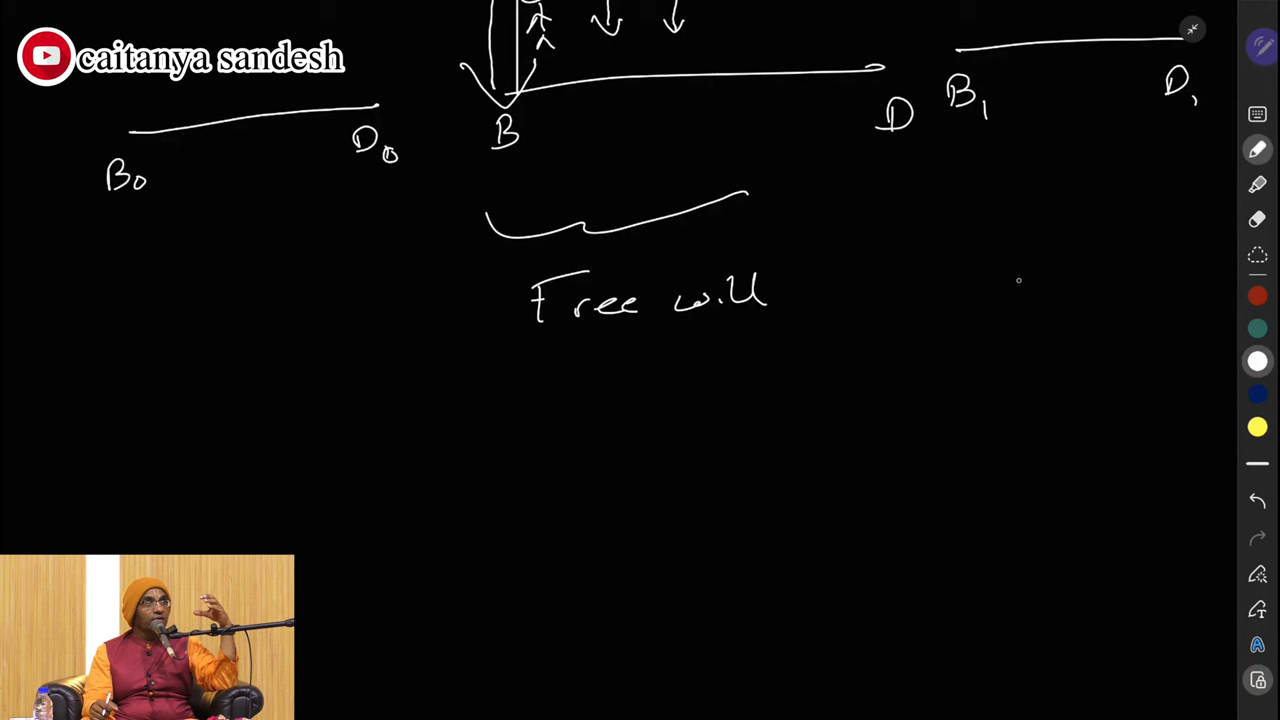 caitanya sandesh
B D
B₁ D₁
B₀ D₀
Free will